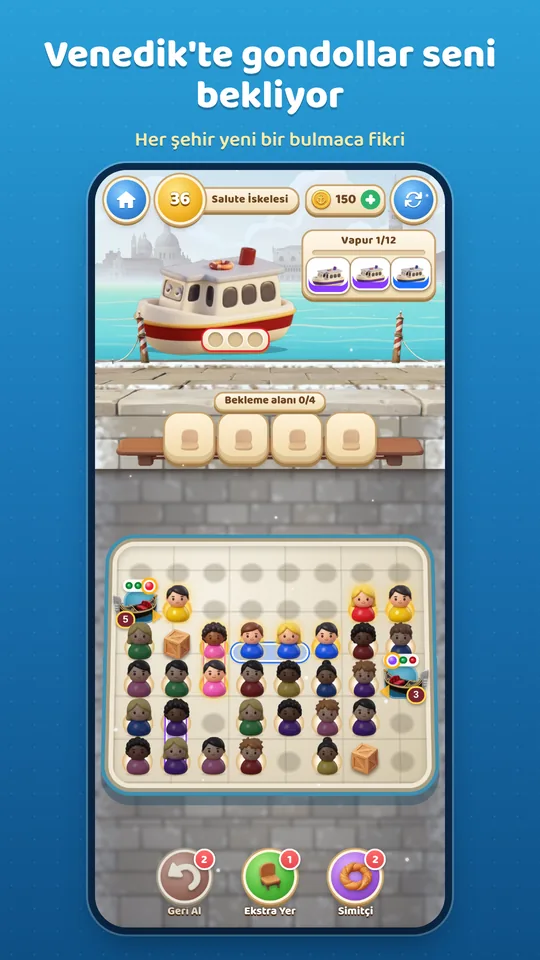 Venedik'te gondollar seni
bekliyor
Her şehir yeni bir bulmaca fikri
36
Salute İskelesi
150
Vapur 1/12
Bekleme alanı 0/4
5
3
2
1
2
Geri Al
Ekstra Yer
Simitçi